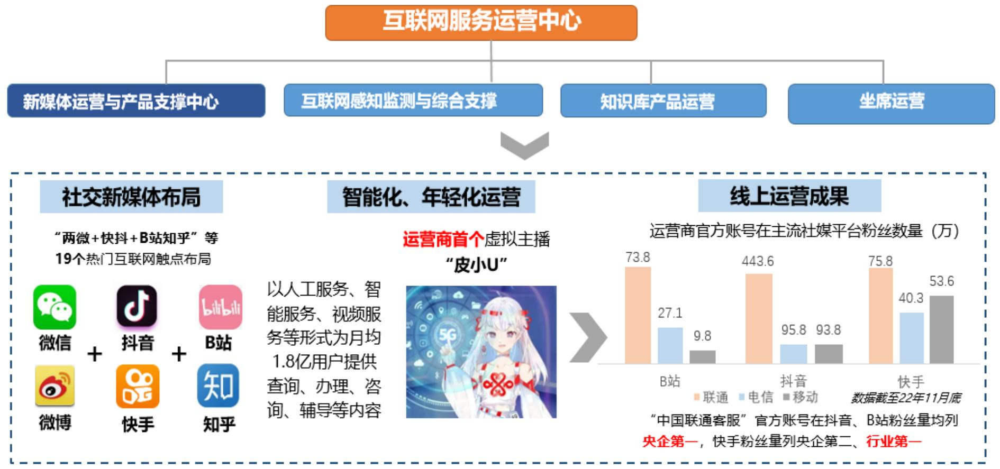 互联网服务运营中心
新媒体运营与产品支撑中心
互联网感知监测与综合支撑
知识库产品运营
坐席运营
社交新媒体布局
“两微+快抖+B站知乎”等
19个热门互联网触点布局
bilibili
微信
抖音
B站
+
+
知
微博
快手
知乎
智能化、年轻化运营
运营商首个虚拟主播
“皮小U”
以人工服务、智
能服务、视频服
务等形式为月均
1.8亿用户提供
查询、办理、咨
询、辅导等内容
5G
线上运营成果
运营商官方账号在主流社媒平台粉丝数量（万）
73.8
27.1
9.8
443.6
95.8
93.8
75.8
40.3
53.6
B站
抖音
快手
联通
电信
移动
数据截至22年11月底
“中国联通客服”官方账号在抖音、B站粉丝量均列
央企第一，快手粉丝量列央企第二、行业第一